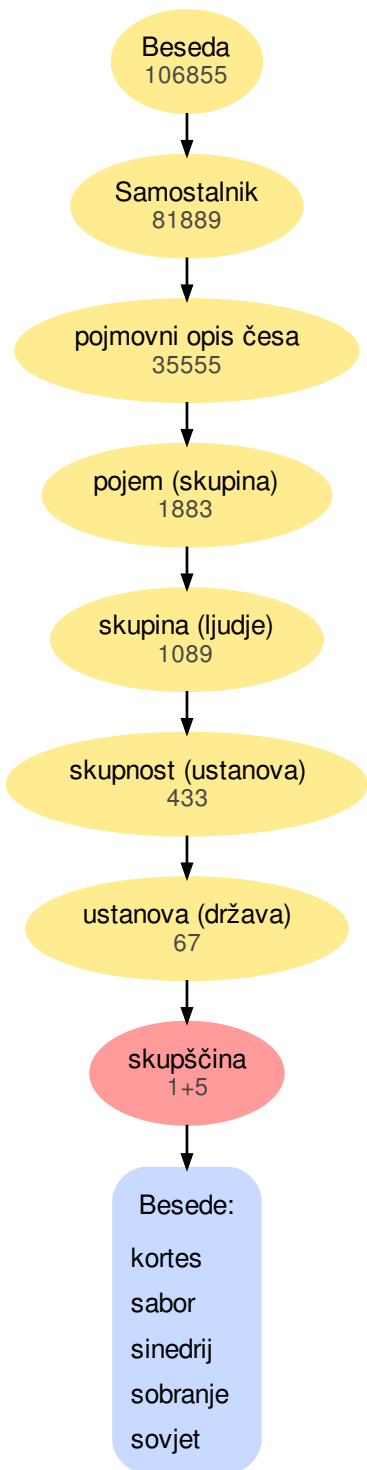 Beseda
106855
Samostalnik
81889
pojmovni opis česa
35555
pojem (skupina)
1883
skupina (ljudje)
1089
skupnost (ustanova)
433
ustanova (država)
67
skupščina
1+5
Besede:
kortes
sabor
sinedrij
sobranje
sovjet